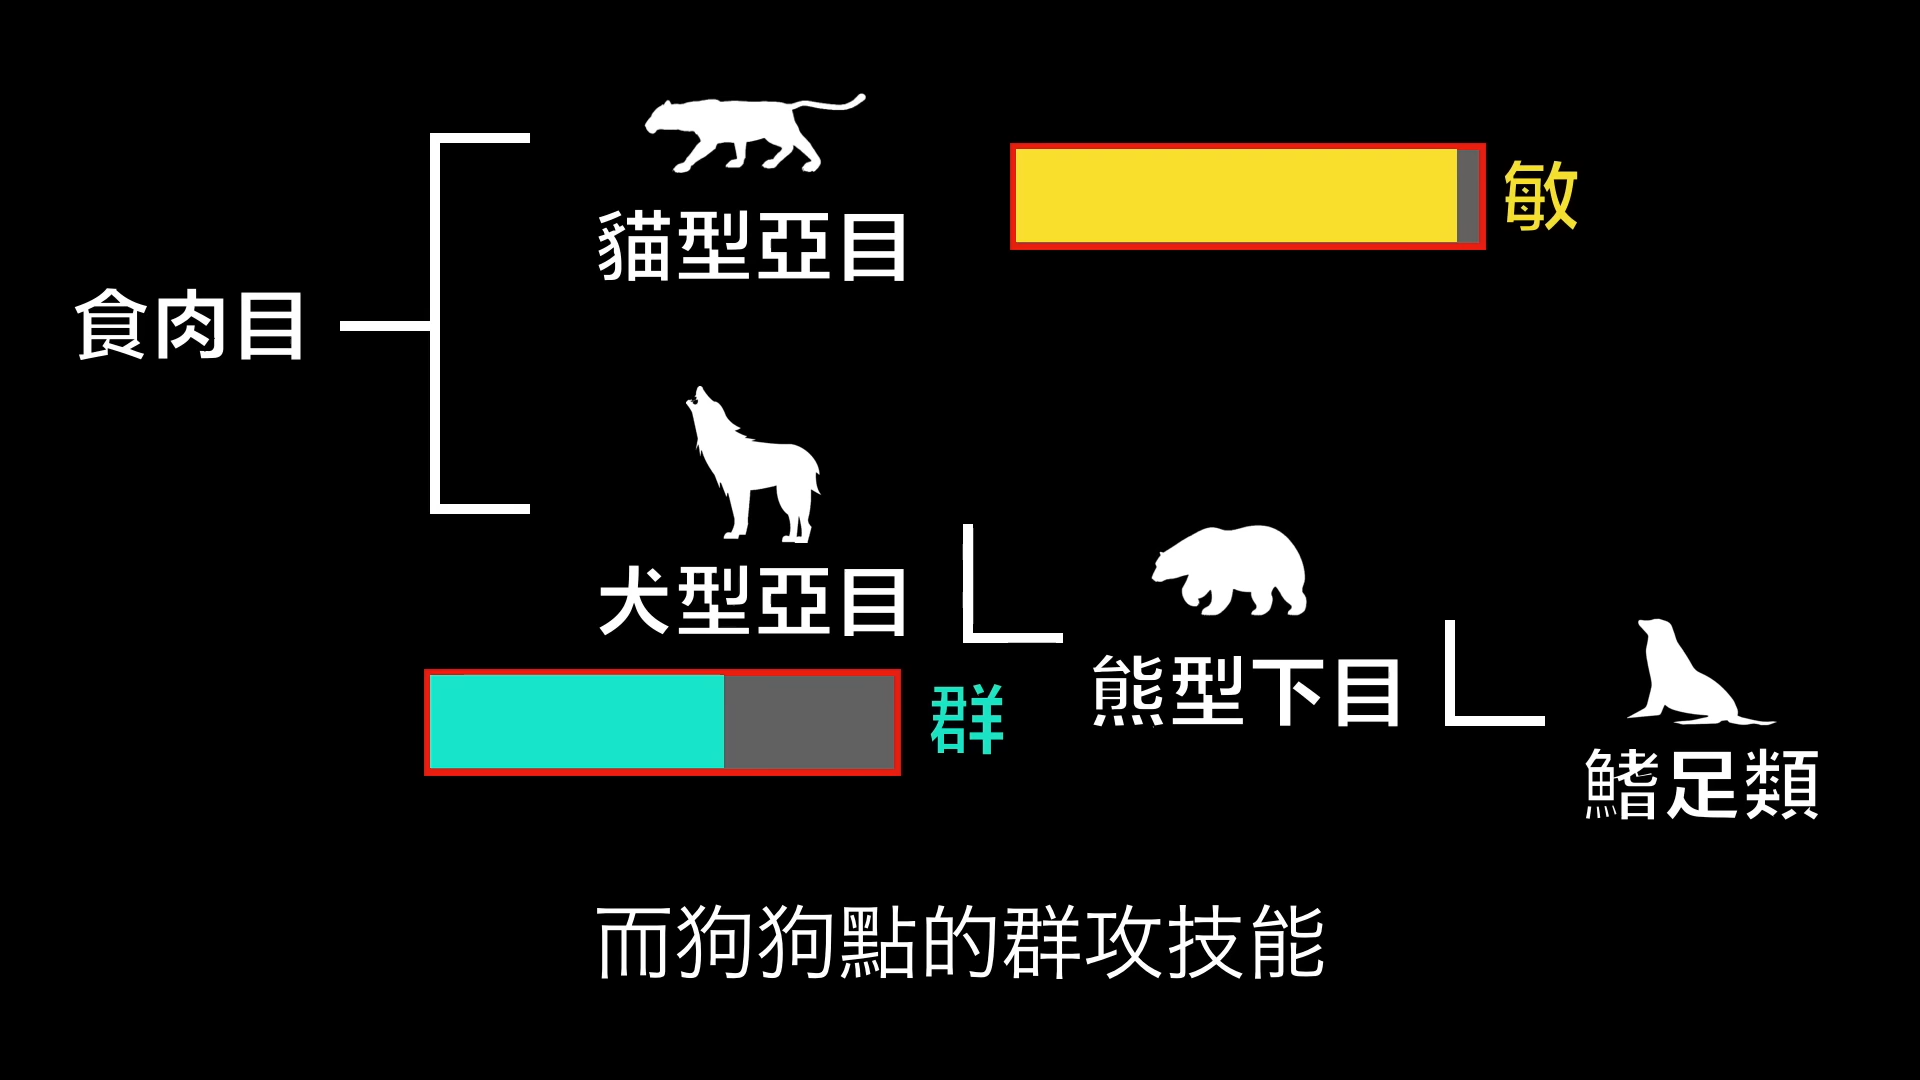 貓型亞目
敏
食肉目
犬型亞目
群
熊型下目
鰭足類
而狗狗點的群攻技能